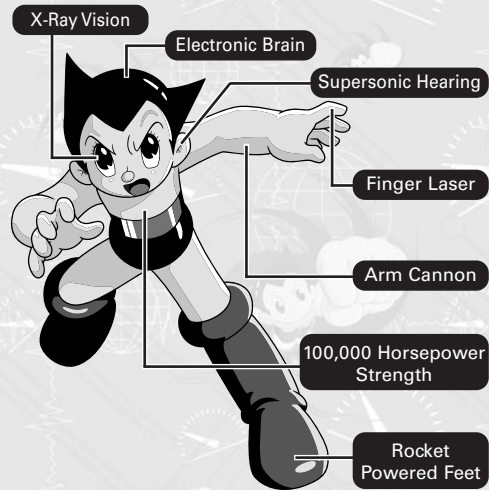 X-Ray Vision
Electronic Brain
Supersonic Hearing
Finger Laser
Arm Cannon
100,000 Horsepower
Strength
Rocket
Powered Feet